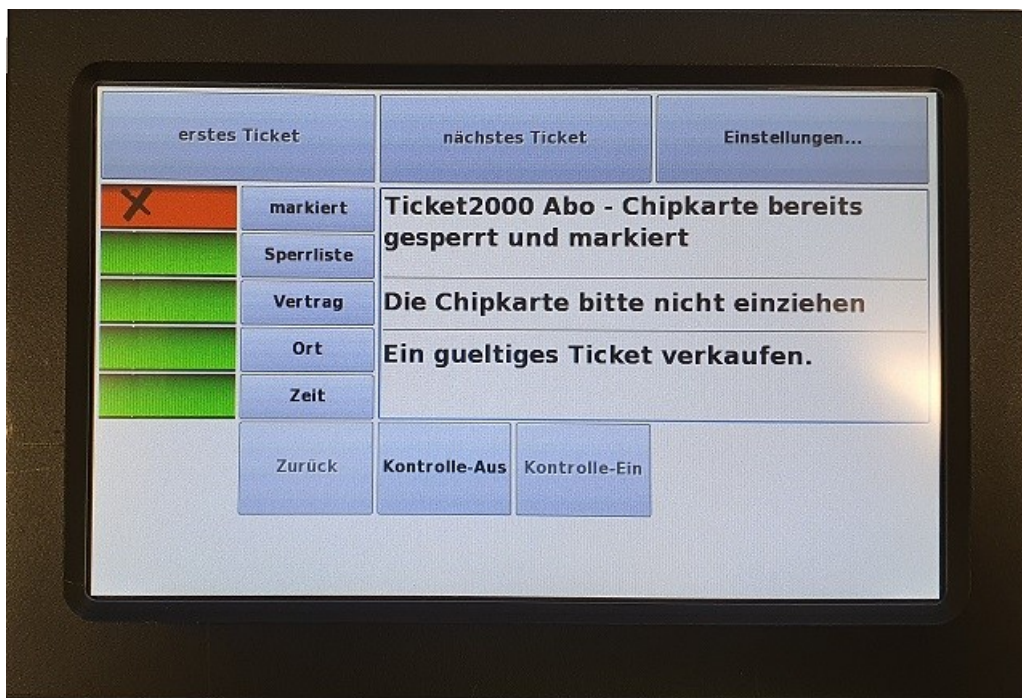 erstes Ticket
nächstes Ticket
Einstellungen...
markiert
Ticket2000 Abo - Chipkarte bereits
gesperrt und markiert
Sperrliste
Vertrag
Die Chipkarte bitte nicht einziehen
Ort
Ein gueltiges Ticket verkaufen.
Zeit
Zurück
Kontrolle-Aus
Kontrolle-Ein